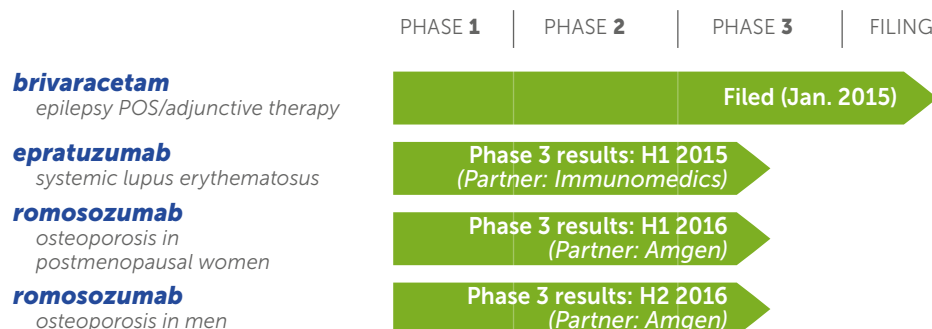 PHASE 1 PHASE 2 PHASE 3 FILING
brivaracetam
epilepsy POS/adjunctive therapy
Filed (Jan. 2015)
epratuzumab
systemic lupus erythematosus
Phase 3 results: H1 2015
(Partner: Immunomedics)
romosozumab
osteoporosis in
postmenopausal women
Phase 3 results: H1 2016
(Partner: Amgen)
romosozumab
osteoporosis in men
Phase 3 results: H2 2016
(Partner: Amgen)